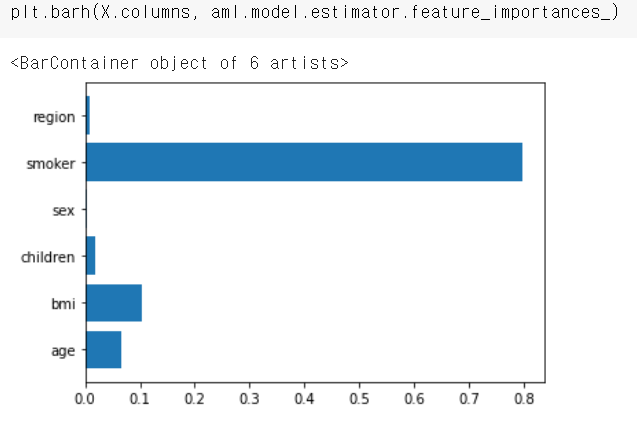 plt.barh(X.columns, aml.model.estimator.feature_importances_)
<BarContainer object of 6 artists>
region
smoker
sex
children
bmi
age
0.0 0.1 0.2 0.3 0.4 0.5 0.6 0.7 0.8